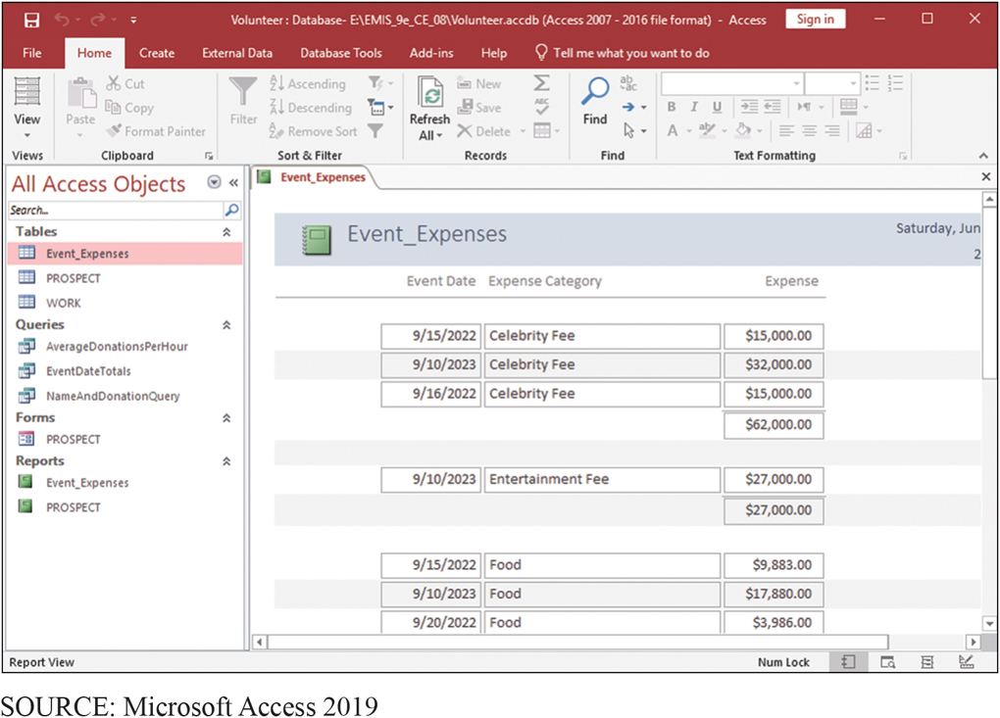 Volunteer : Database- E:\EMIS_9e_CE_08\Volunteer.accdb (Access 2007 - 2016 file format) - Access Sign in
File Home Create External Data Database Tools Add-ins Help Tell me what you want to do
View
Views
Paste
Cut
Copy
Format Painter
Clipboard
Filter
Ascending
Descending
Remove Sort
Sort & Filter
Refresh
All
New
Save
Delete
Records
Find
Find
B I U
A
Text Formatting
All Access Objects
Search...
Tables
Event_Expenses
PROSPECT
WORK
Queries
AverageDonationsPerHour
EventDateTotals
NameAndDonationQuery
Forms
PROSPECT
Reports
Event_Expenses
PROSPECT
Event_Expenses
Event_Expenses
Saturday, Jun
2
Event Date Expense Category Expense
9/15/2022 Celebrity Fee $15,000.00
9/10/2023 Celebrity Fee $32,000.00
9/16/2022 Celebrity Fee $15,000.00
$62,000.00
9/10/2023 Entertainment Fee $27,000.00
$27,000.00
9/15/2022 Food $9,883.00
9/10/2023 Food $17,880.00
9/20/2022 Food $3,986.00
Report View Num Lock
SOURCE: Microsoft Access 2019